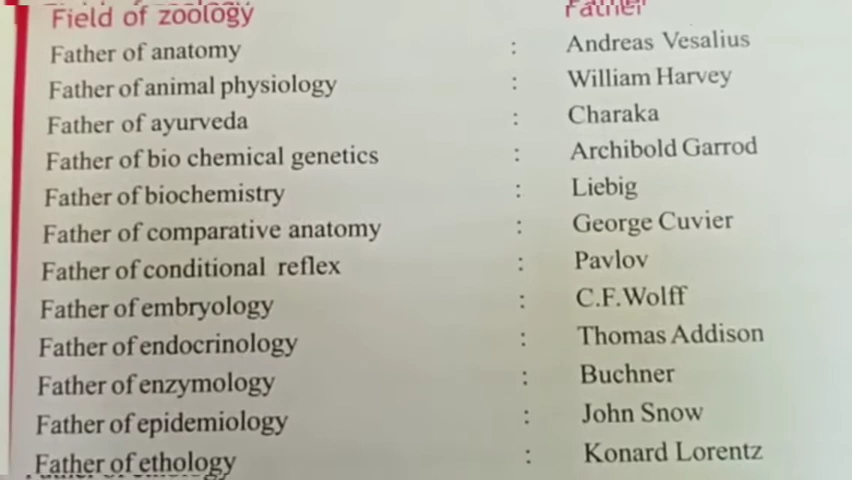 Field of zoology Father
Father of anatomy : Andreas Vesalius
Father of animal physiology : William Harvey
Father of ayurveda : Charaka
Father of bio chemical genetics : Archibold Garrod
Father of biochemistry : Liebig
Father of comparative anatomy : George Cuvier
Father of conditional reflex : Pavlov
Father of embryology : C.F.Wolff
Father of endocrinology : Thomas Addison
Father of enzymology : Buchner
Father of epidemiology : John Snow
Father of ethology : Konard Lorentz